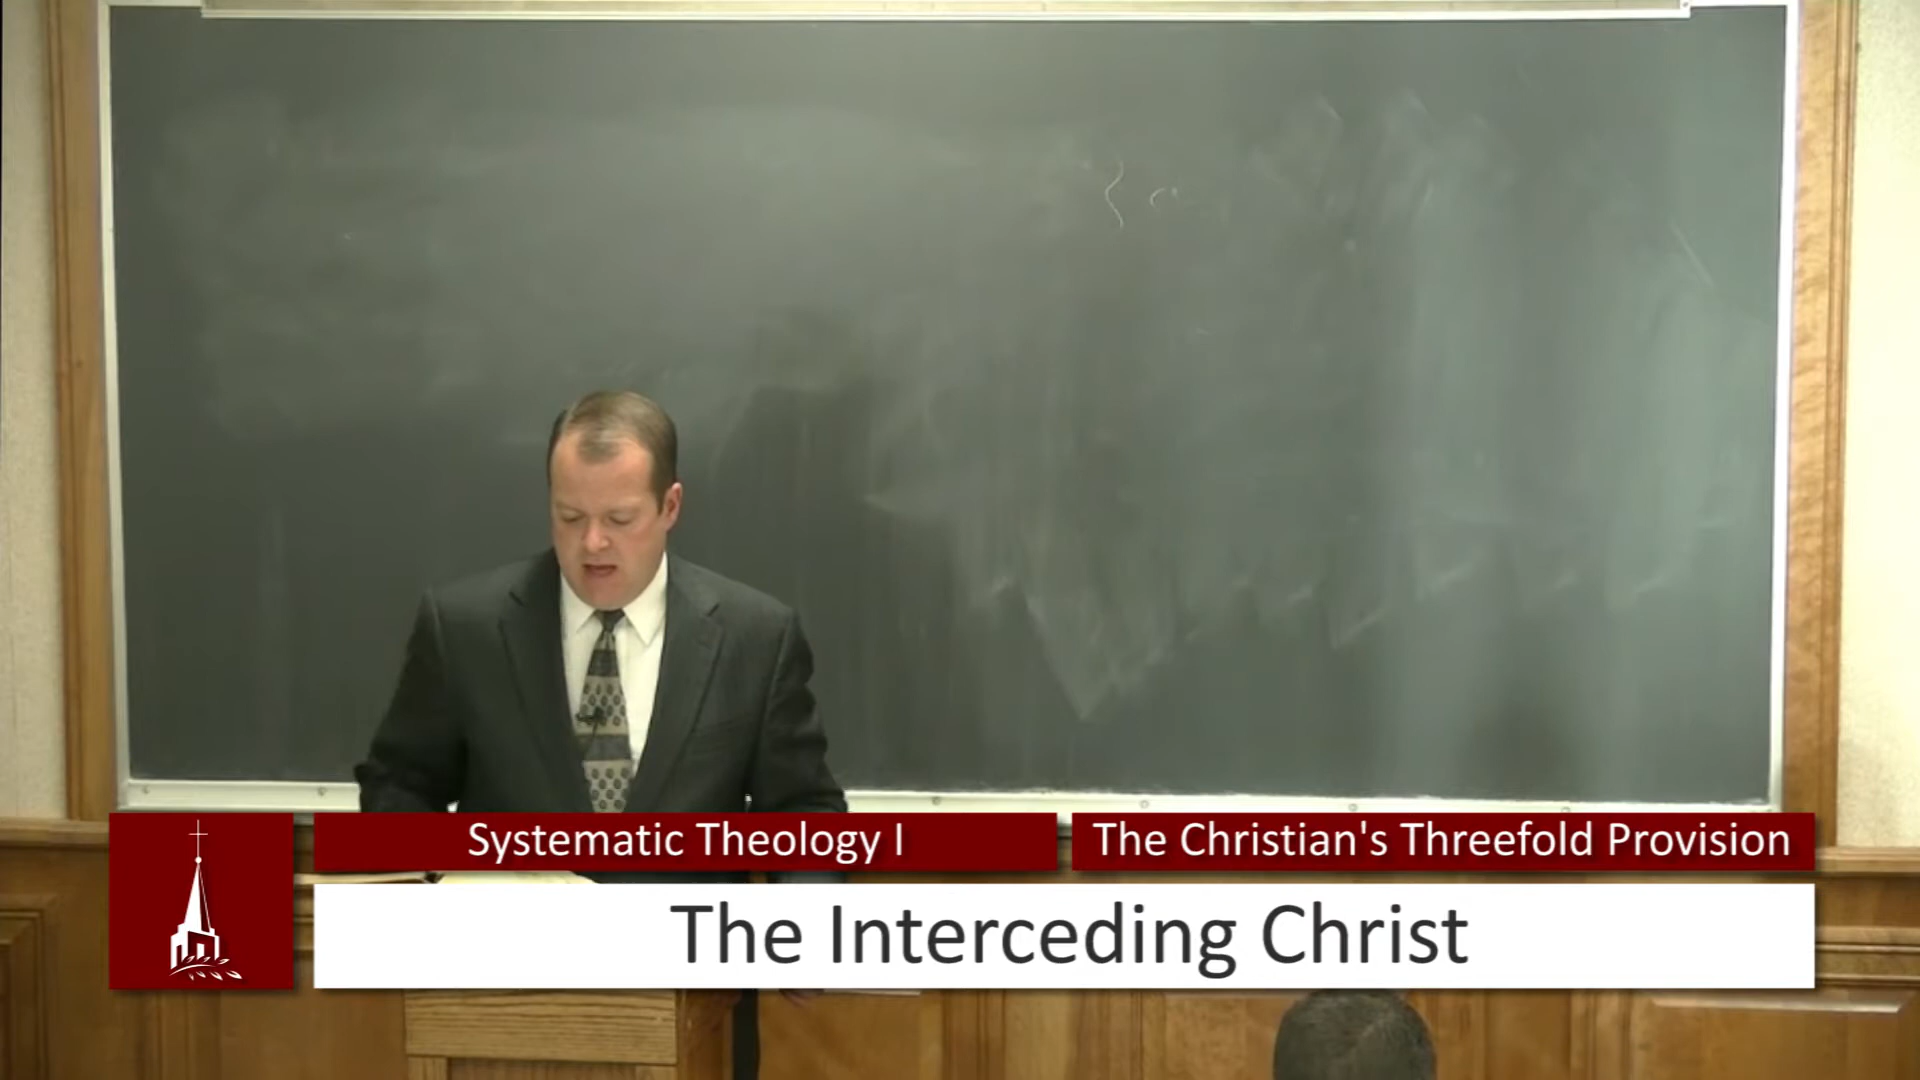 Systematic Theology I
The Christian's Threefold Provision
The Interceding Christ